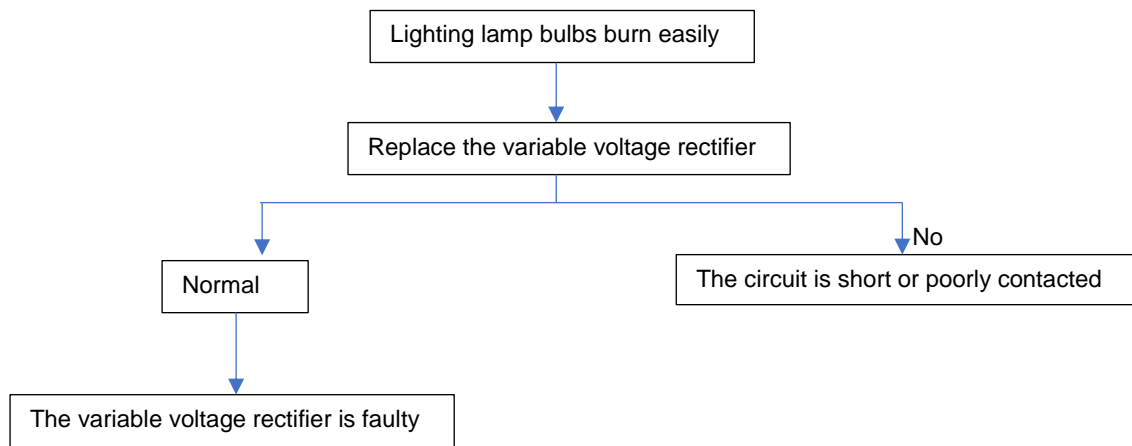 Lighting lamp bulbs burn easily
Replace the variable voltage rectifier
No
Normal
The circuit is short or poorly contacted
The variable voltage rectifier is faulty